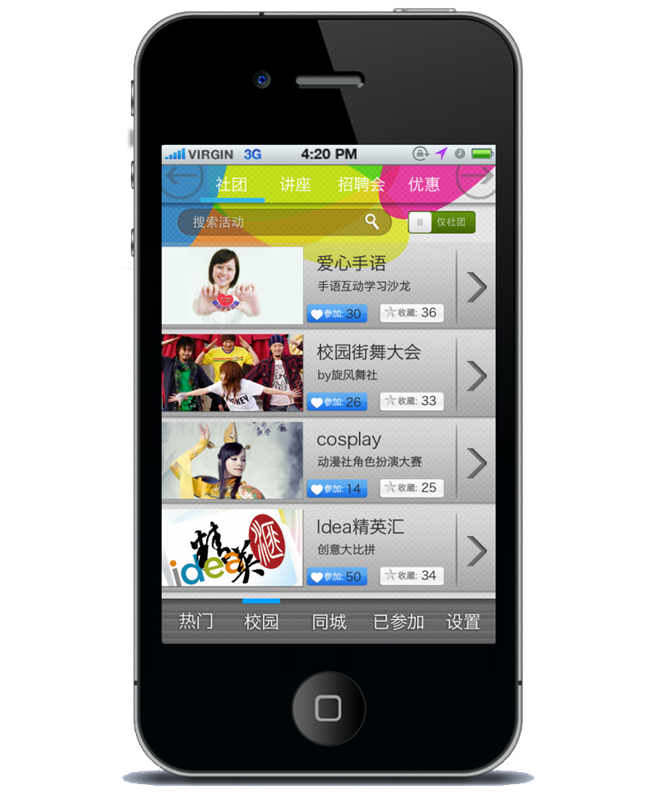 VIRGIN 3G 4:20 PM
社团 讲座 招聘会 优惠
搜索活动 仅社团
爱心手语
手语互动学习沙龙
参加: 30 收藏: 36
校园街舞大会
by旋风舞社
参加: 26 收藏: 33
cosplay
动漫社角色扮演大赛
参加: 14 收藏: 25
idea 精英 汇
Idea精英汇
创意大比拼
参加: 50 收藏: 34
热门 校园 同城 已参加 设置